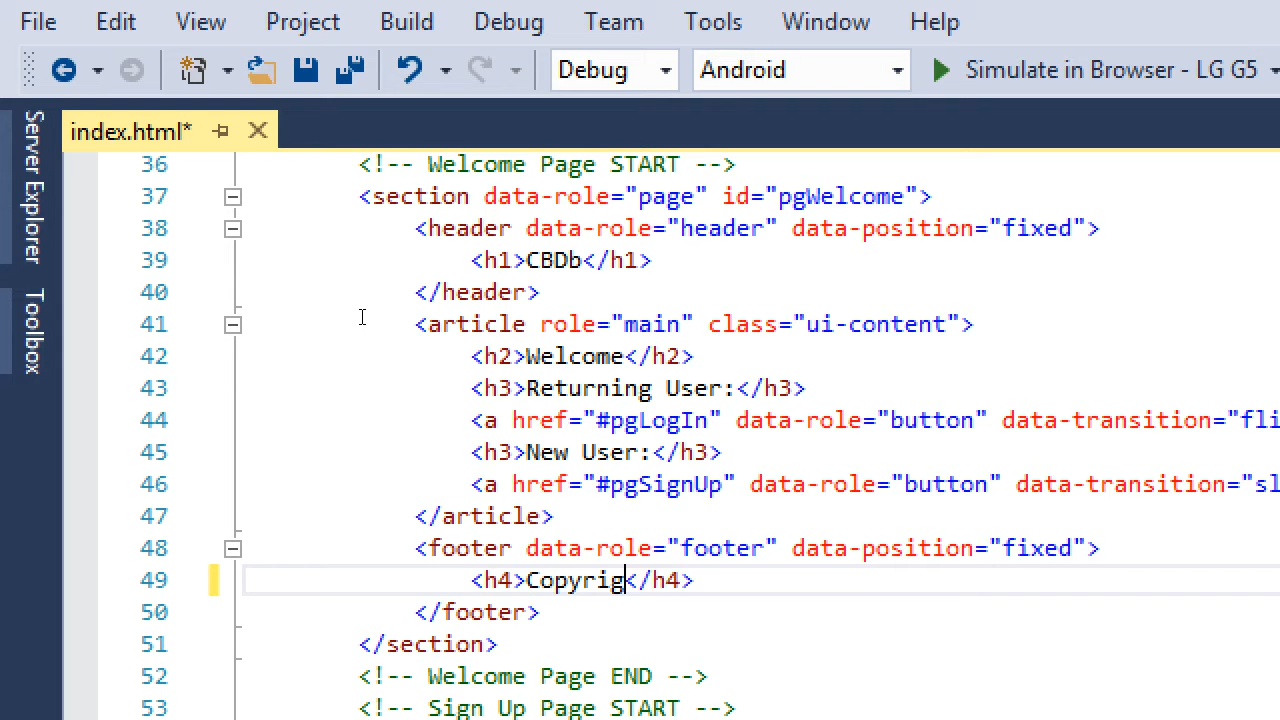 File Edit View Project Build Debug Team Tools Window Help
Debug Android Simulate in Browser - LG G5
Server Explorer
Toolbox
index.html*
36 <!-- Welcome Page START -->
37 <section data-role="page" id="pgWelcome">
38 <header data-role="header" data-position="fixed">
39 <h1>CBDb</h1>
40 </header>
41 <article role="main" class="ui-content">
42 <h2>Welcome</h2>
43 <h3>Returning User:</h3>
44 <a href="#pgLogIn" data-role="button" data-transition="fli
45 <h3>New User:</h3>
46 <a href="#pgSignUp" data-role="button" data-transition="sl
47 </article>
48 <footer data-role="footer" data-position="fixed">
49 <h4>Copyrig</h4>
50 </footer>
51 </section>
52 <!-- Welcome Page END -->
53 <!-- Sign Up Page START -->